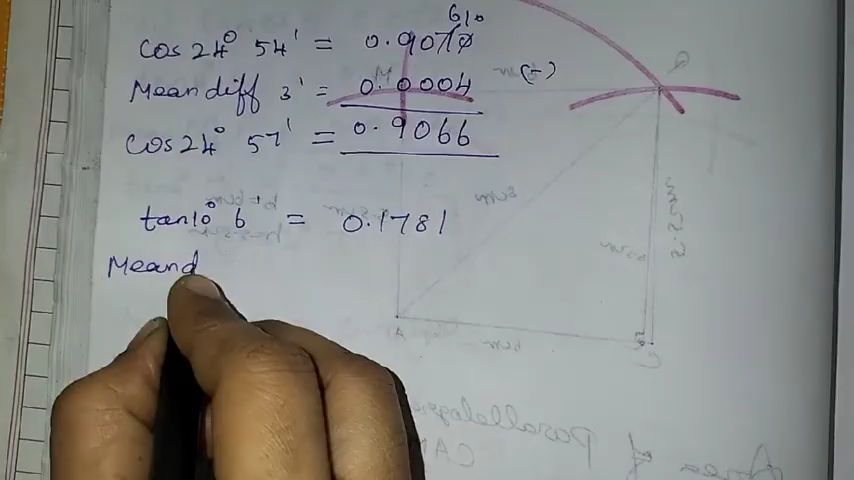 610
cos 24° 54' = 0.9070
Mean diff 3' = 0.0004 (-)
cos 24° 57' = 0.9066
tan 10° 6 = 0.1781
Meand